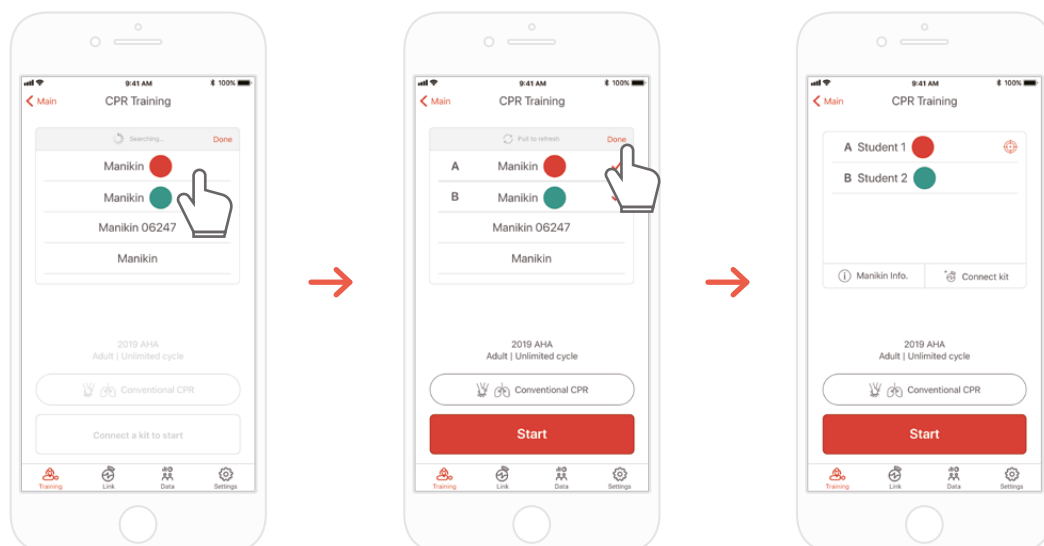 9:41 AM 100%
Main CPR Training
Searching... Done
Manikin
Manikin
Manikin 06247
Manikin
2019 AHA
Adult | Unlimited cycle
Conventional CPR
Connect a kit to start
Training Link Data Settings
9:41 AM 100%
Main CPR Training
Pull to refresh Done
A Manikin
B Manikin
Manikin 06247
Manikin
2019 AHA
Adult | Unlimited cycle
Conventional CPR
Start
Training Link Data Settings
9:41 AM 100%
Main CPR Training
A Student 1
B Student 2
Manikin Info. Connect kit
2019 AHA
Adult | Unlimited cycle
Conventional CPR
Start
Training Link Data Settings